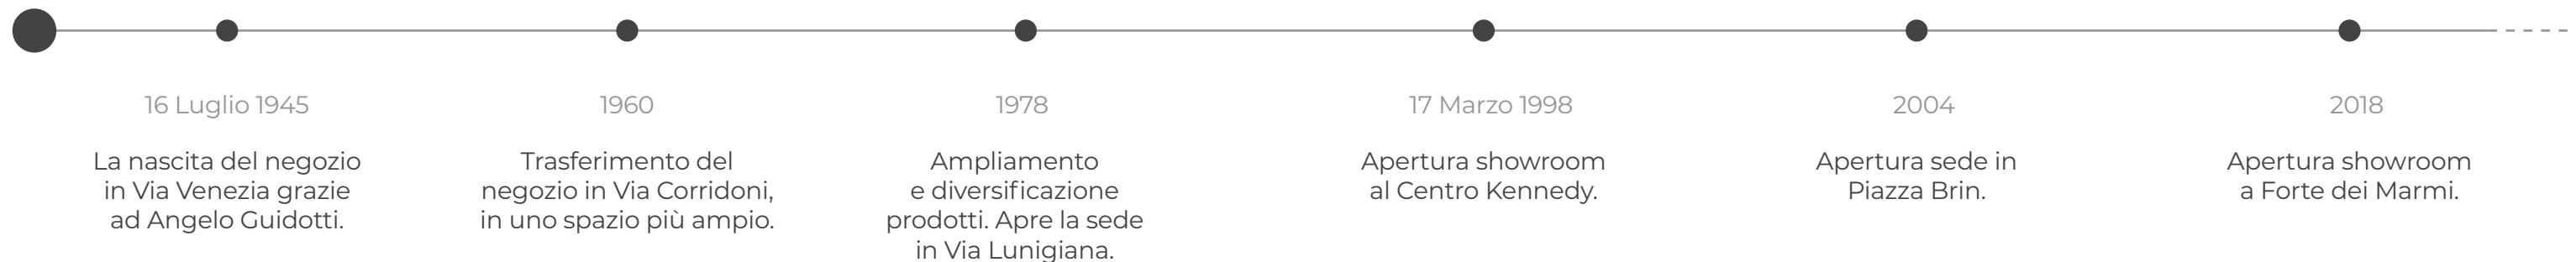 16 Luglio 1945
La nascita del negozio
in Via Venezia grazie
ad Angelo Guidotti.
1960
Trasferimento del
negozio in Via Corridoni,
in uno spazio più ampio.
1978
Ampliamento
e diversificazione
prodotti. Apre la sede
in Via Lunigiana.
17 Marzo 1998
Apertura showroom
al Centro Kennedy.
2004
Apertura sede in
Piazza Brin.
2018
Apertura showroom
a Forte dei Marmi.